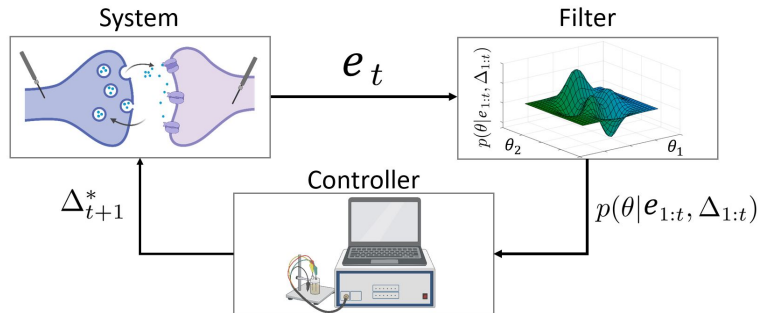 System
Filter
e_t
p(θ|e_{1:t}, Δ_{1:t})
θ_2
θ_1
Δ*_{t+1}
Controller
p(θ|e_{1:t}, Δ_{1:t})